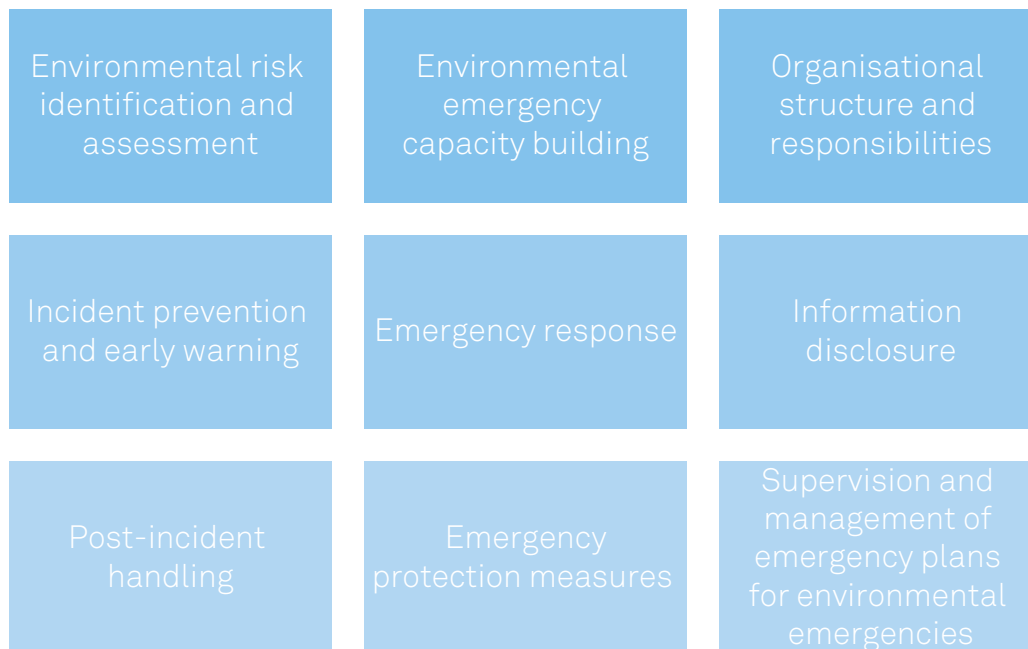 Environmental risk
identification and
assessment
Environmental
emergency
capacity building
Organisational
structure and
responsibilities
Incident prevention
and early warning
Emergency response
Information
disclosure
Post-incident
handling
Emergency
protection measures
Supervision and
management of
emergency plans
for environmental
emergencies